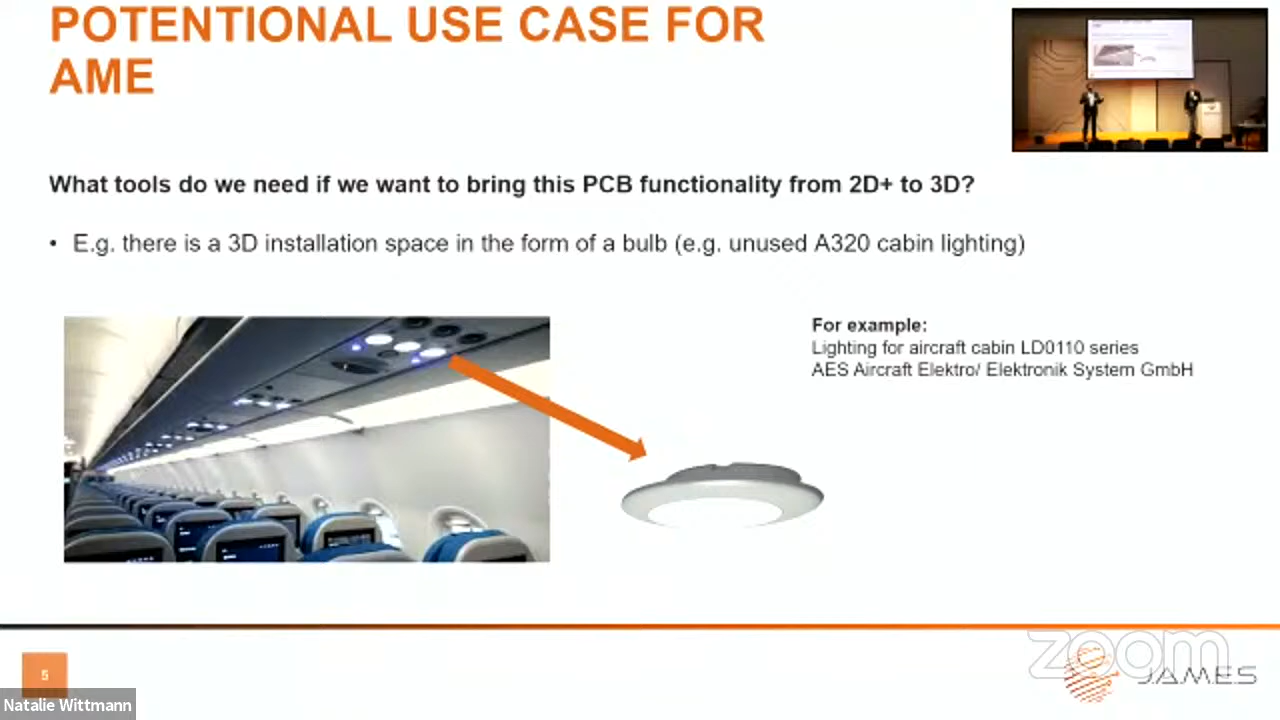 POTENTIAL USE CASE FOR
AME
What tools do we need if we want to bring this PCB functionality from 2D+ to 3D?
• E.g. there is a 3D installation space in the form of a bulb (e.g. unused A320 cabin lighting)
For example:
Lighting for aircraft cabin LD0110 series
AES Aircraft Elektro/ Elektronik System GmbH
5
zoom
JAMES
Natalie Wittmann